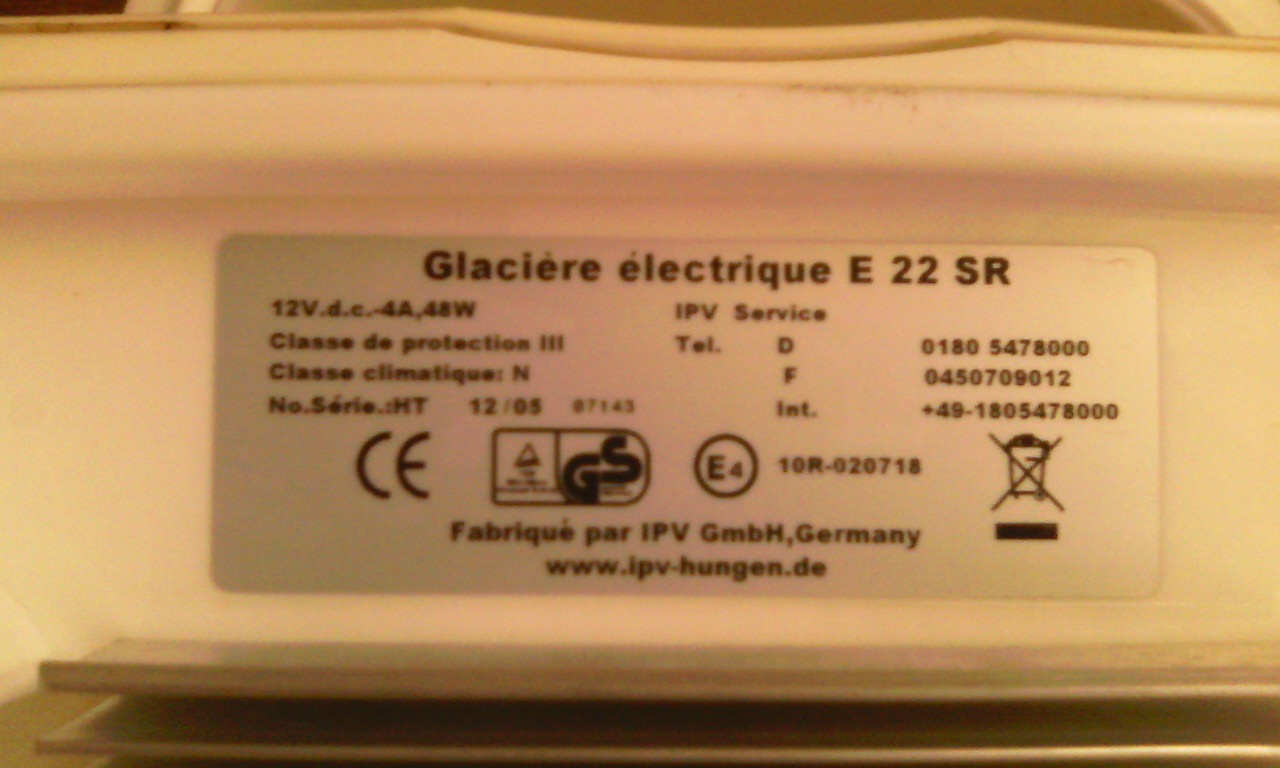 Glacière électrique E 22 SR
12V.d.c.-4A,48W
Classe de protection III
Classe climatique: N
No.Série.:HT 12/05 07143
IPV Service
Tel. D 0180 5478000
F 0450709012
Int. +49-1805478000
CE GS E4 10R-020718
Fabriqué par IPV GmbH,Germany
www.ipv-hungen.de